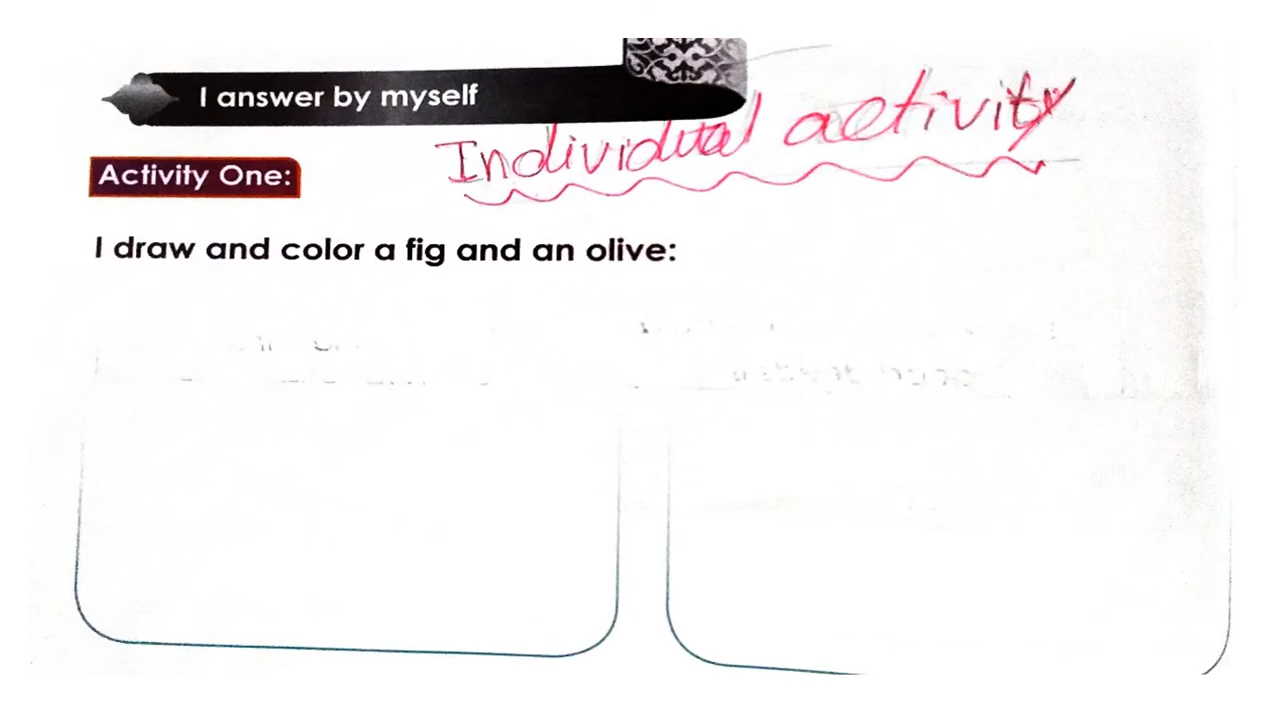 I answer by myself
Individual activity
Activity One:
I draw and color a fig and an olive: